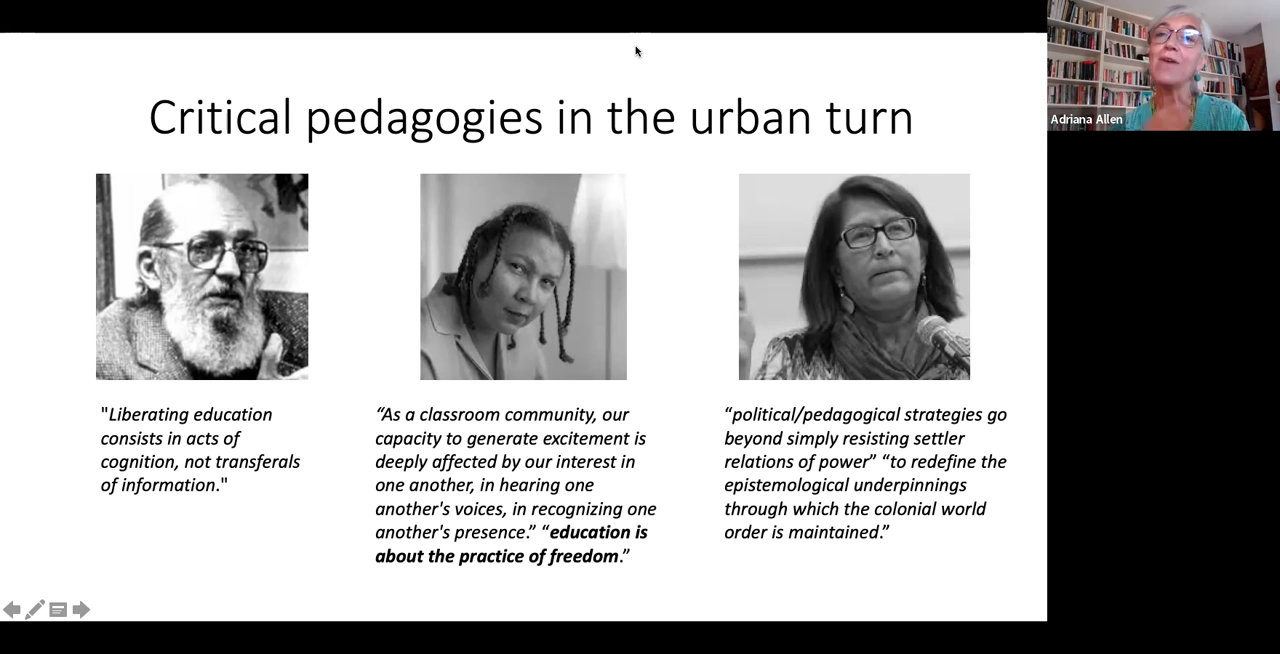 Critical pedagogies in the urban turn
Adriana Allen
"Liberating education
consists in acts of
cognition, not transferals
of information."
“As a classroom community, our
capacity to generate excitement is
deeply affected by our interest in
one another, in hearing one
another's voices, in recognizing one
another's presence.” “education is
about the practice of freedom.”
“political/pedagogical strategies go
beyond simply resisting settler
relations of power” “to redefine the
epistemological underpinnings
through which the colonial world
order is maintained.”